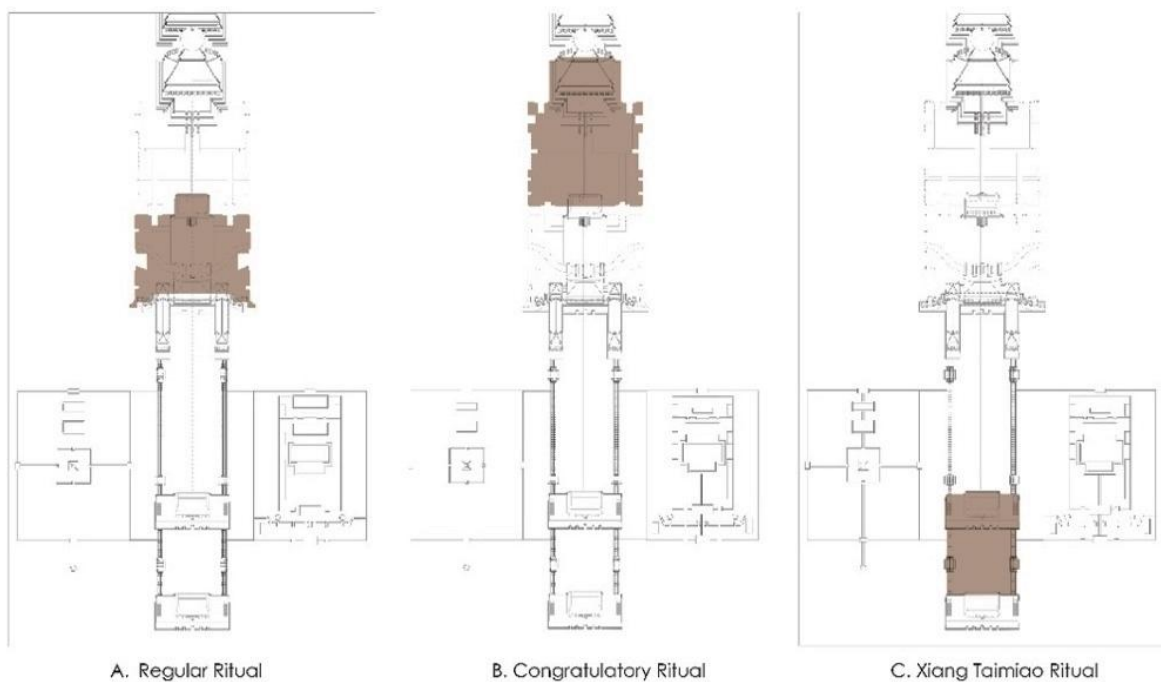 A. Regular Ritual
B. Congratulatory Ritual
C. Xiang Taimiao Ritual